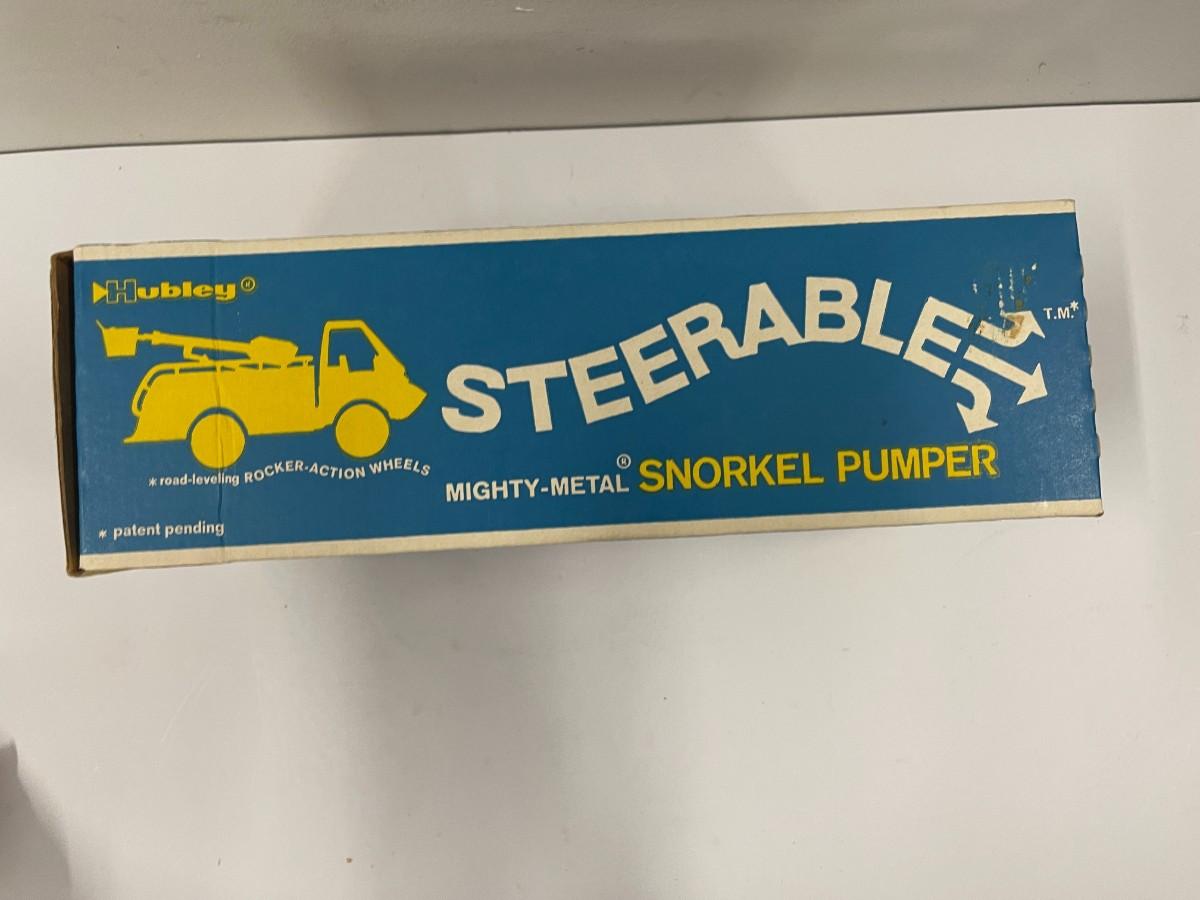 Hubley®
STEERABLE T.M.*
* road-leveling ROCKER-ACTION WHEELS
MIGHTY-METAL® SNORKEL PUMPER
* patent pending